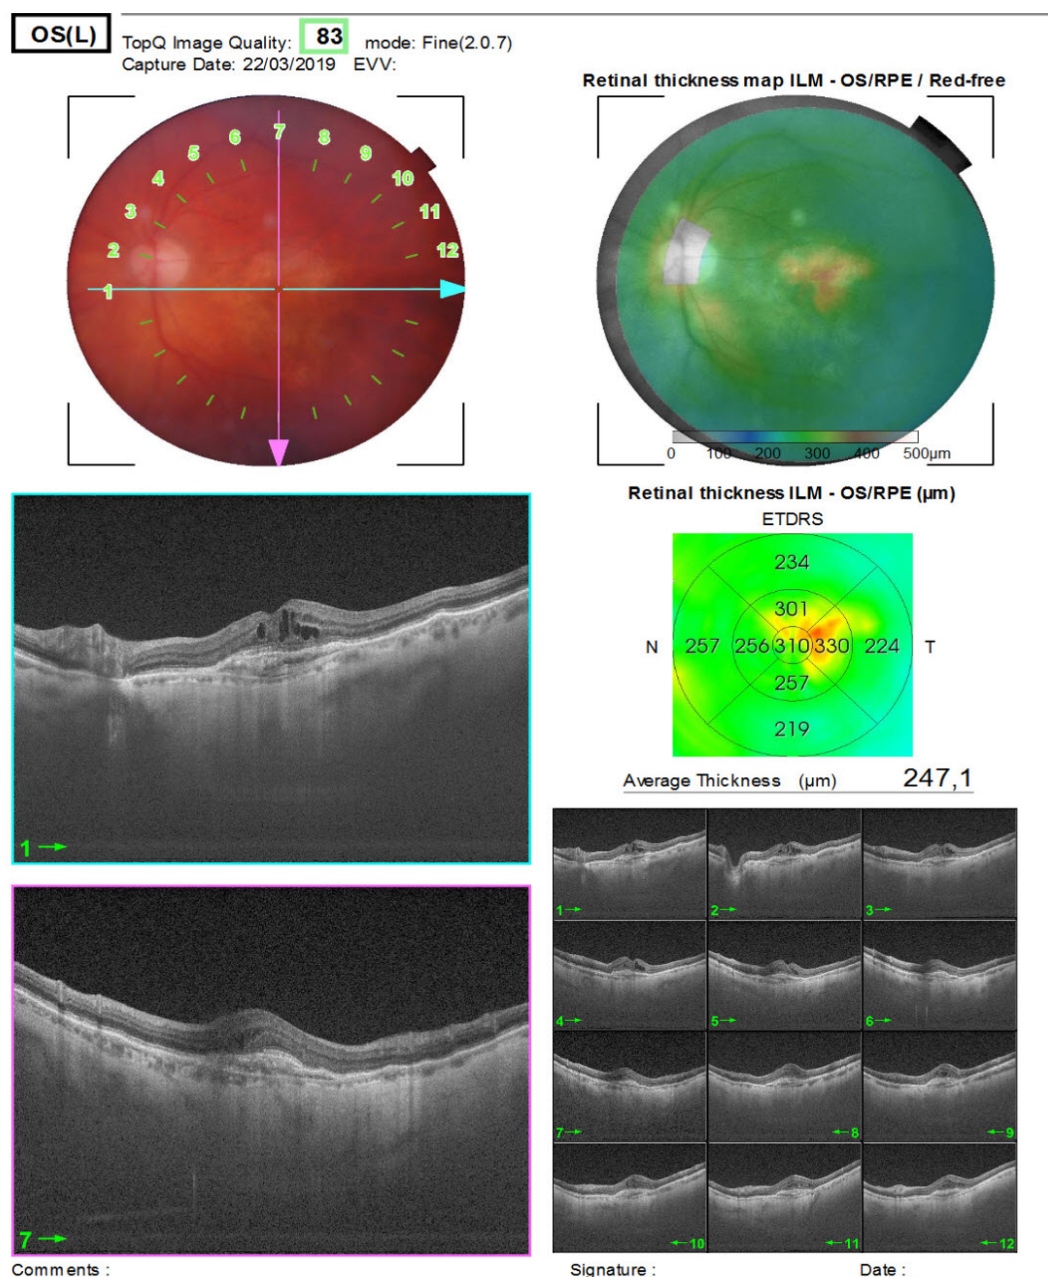 OS(L)
TopQ Image Quality: 83 mode: Fine(2.0.7)
Capture Date: 22/03/2019 EVV:
Retinal thickness map ILM - OS/RPE / Red-free
7
6 8
5 9
4 10
3 11
2 12
1
0 100 200 300 400 500µm
Retinal thickness ILM - OS/RPE (µm)
ETDRS
234
301
N 257 256 310 330 224 T
257
219
Average Thickness (µm) 247,1
1
7
1 2 3
4 5 6
7 8 9
10 11 12
Comments :
Signature :
Date :